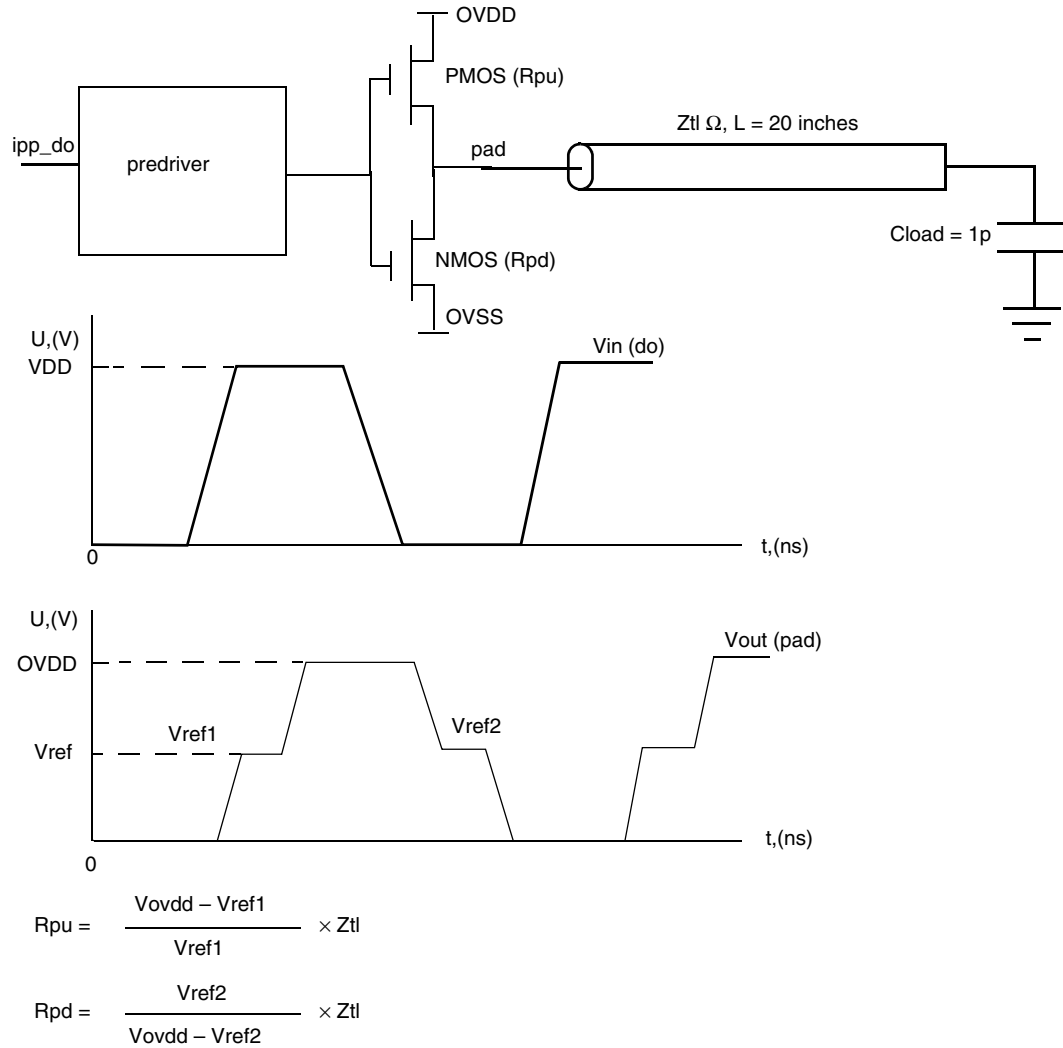 OVDD
PMOS (Rpu)
ipp_do
predriver
pad
Ztl Ω, L = 20 inches
Cload = 1p
NMOS (Rpd)
OVSS
U,(V)
VDD
Vin (do)
0
t,(ns)
U,(V)
OVDD
Vout (pad)
Vref1
Vref2
Vref
t,(ns)
0
Rpu = Vovdd – Vref1 × Ztl
Vref1
Rpd = Vref2 × Ztl
Vovdd – Vref2